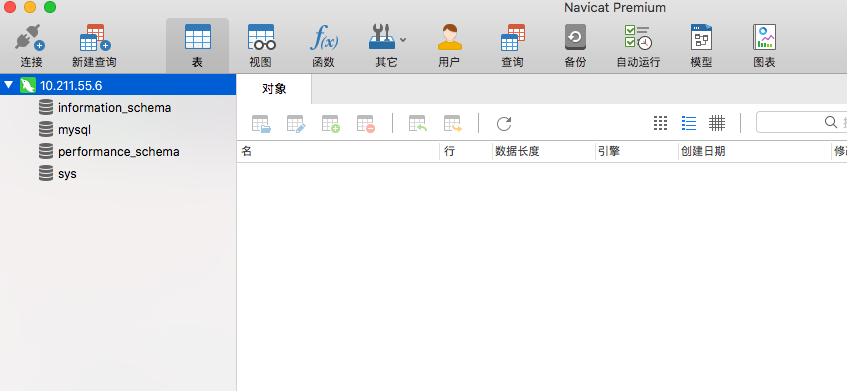 Navicat Premium
连接 新建查询 表 视图 函数 其它 用户 查询 备份 自动运行 模型 图表
10.211.55.6 对象
information_schema
mysql
performance_schema
sys
名 行 数据长度 引擎 创建日期